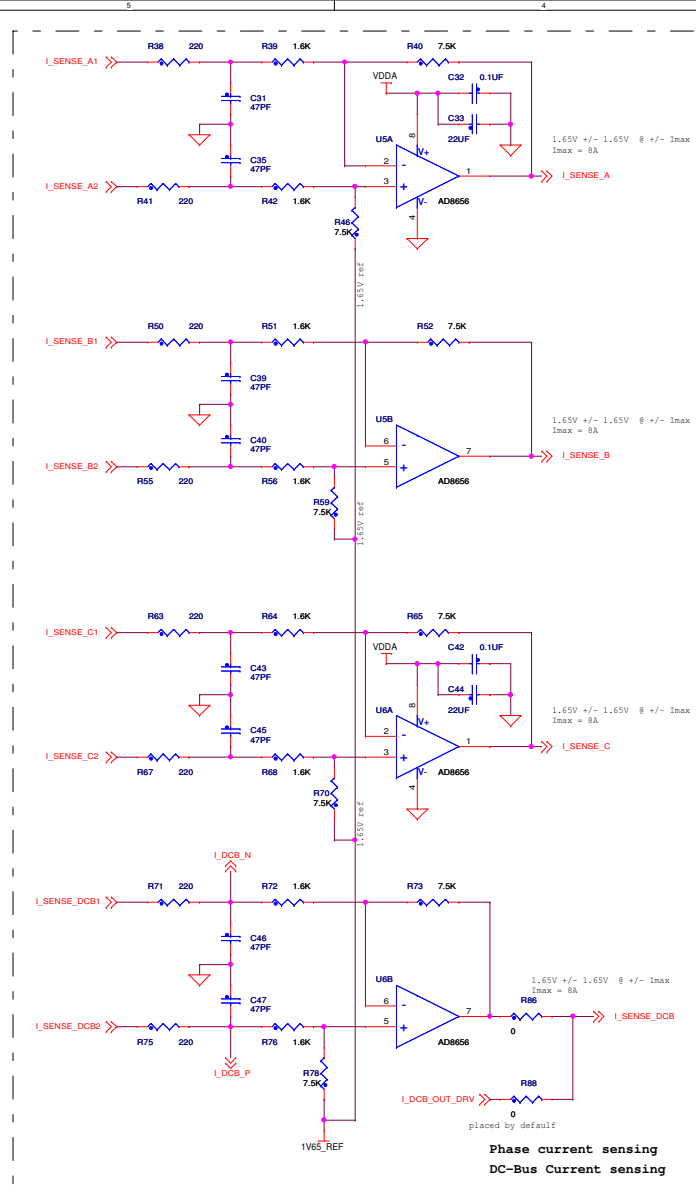 5
4
R38 220 R39 1.6K R40 7.5K
I_SENSE_A1
VDDA
C32 0.1UF
C31
47PF
C33
22UF
U5A
8
V+
1.65V +/- 1.65V @ +/- Imax
Imax = 8A
C35
47PF
2
-
1
I_SENSE_A
I_SENSE_A2
3
+
R41 220 R42 1.6K
V-
AD8656
4
R46
7.5K
1.65V ref
R50 220 R51 1.6K R52 7.5K
I_SENSE_B1
C39
47PF
U5B
1.65V +/- 1.65V @ +/- Imax
Imax = 8A
C40
47PF
6
-
7
I_SENSE_B
I_SENSE_B2
5
+
R55 220 R56 1.6K
AD8656
R59
7.5K
1.65V ref
R63 220 R64 1.6K R65 7.5K
I_SENSE_C1
VDDA
C42 0.1UF
C43
47PF
C44
22UF
U6A
8
V+
1.65V +/- 1.65V @ +/- Imax
Imax = 8A
C45
47PF
2
-
1
I_SENSE_C
I_SENSE_C2
3
+
R67 220 R68 1.6K
V-
AD8656
4
R70
7.5K
1.65V ref
I_DCB_N
R71 220 R72 1.6K R73 7.5K
I_SENSE_DCB1
C46
47PF
U6B
1.65V +/- 1.65V @ +/- Imax
Imax = 8A
C47
47PF
6
-
7
R86
0
I_SENSE_DCB
I_SENSE_DCB2
5
+
R75 220 R76 1.6K
AD8656
I_DCB_P
R78
7.5K
R88
I_DCB_OUT_DRV
0
placed by defaulf
1V65_REF
Phase current sensing
DC-Bus Current sensing